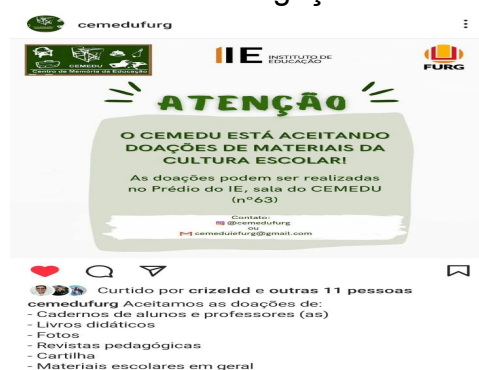 cemedufurg
CEMEDU
Centro de Memória da Educação
IE INSTITUTO DE
EDUCAÇÃO
FURG
ATENÇÃO
O CEMEDU ESTÁ ACEITANDO
DOAÇÕES DE MATERIAIS DA
CULTURA ESCOLAR!
As doações podem ser realizadas
no Prédio do IE, sala do CEMEDU
(nº63)
Contato:
@cemedufurg
ou
cemeduiefurg@gmail.com
Curtido por crizeldd e outras 11 pessoas
cemedufurg Aceitamos as doações de:
- Cadernos de alunos e professores (as)
- Livros didáticos
- Fotos
- Revistas pedagógicas
- Cartilha
- Materiais escolares em geral